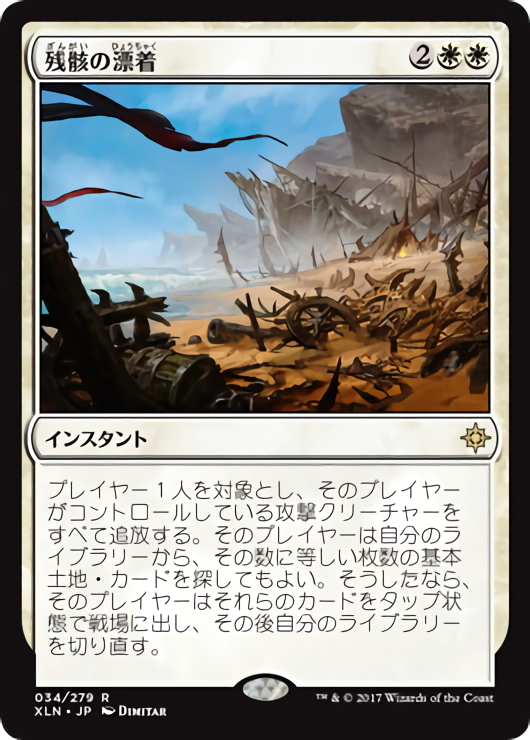 ざんがい ひょうちゃく
残骸の漂着 2
インスタント
プレイヤー1人を対象とし、そのプレイヤー
がコントロールしている攻撃クリーチャーを
すべて追放する。そのプレイヤーは自分のラ
イブラリーから、その数に等しい枚数の基本
土地・カードを探してもよい。そうしたなら、
そのプレイヤーはそれらのカードをタップ状
態で戦場に出し、その後自分のライブラリー
を切り直す。
034/279 R
XLN • JP Dimitar
™ & © 2017 Wizards of the Coast